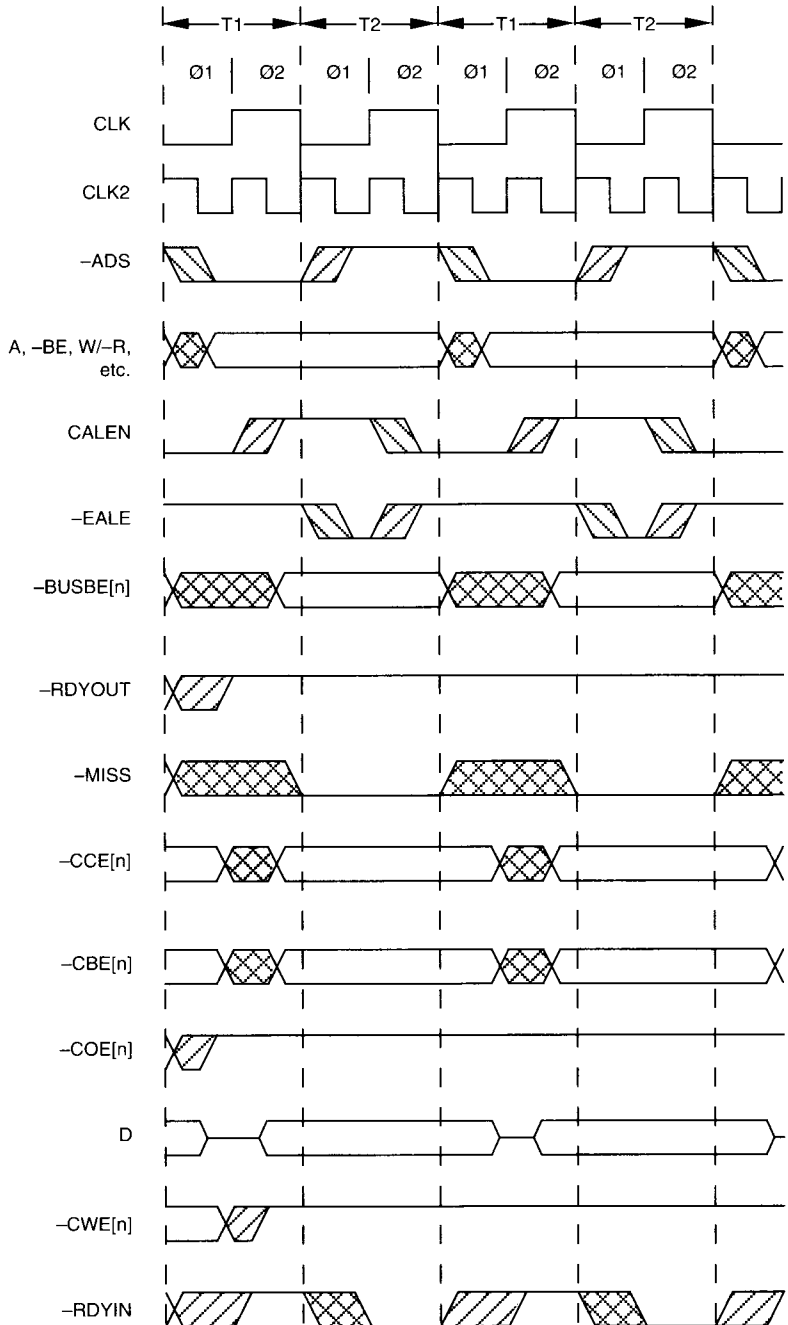 T1 T2 T1 T2
Ø1 Ø2 Ø1 Ø2 Ø1 Ø2 Ø1 Ø2
CLK
CLK2
–ADS
A, –BE, W/–R,
etc.
CALEN
–EALE
–BUSBE[n]
–RDYOUT
–MISS
–CCE[n]
–CBE[n]
–COE[n]
D
–CWE[n]
–RDYIN